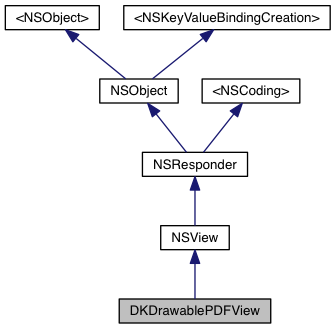 <NSObject>
<NSKeyValueBindingCreation>
NSObject
<NSCoding>
NSResponder
NSView
DKDrawablePDFView